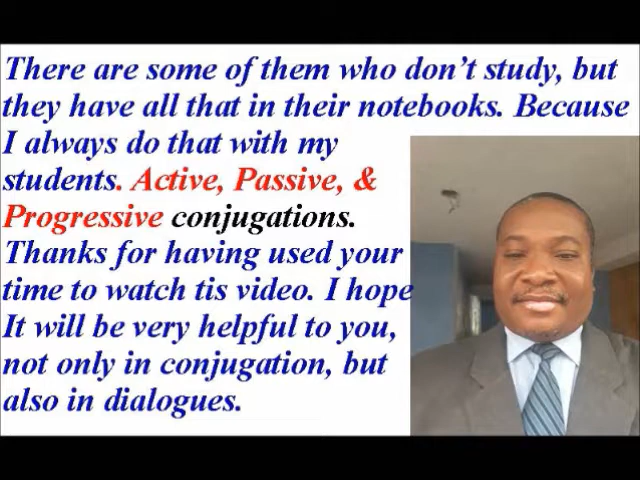 There are some of them who don't study, but
they have all that in their notebooks. Because
I always do that with my
students. Active, Passive, &
Progressive conjugations.
Thanks for having used your
time to watch tis video. I hope
It will be very helpful to you,
not only in conjugation, but
also in dialogues.